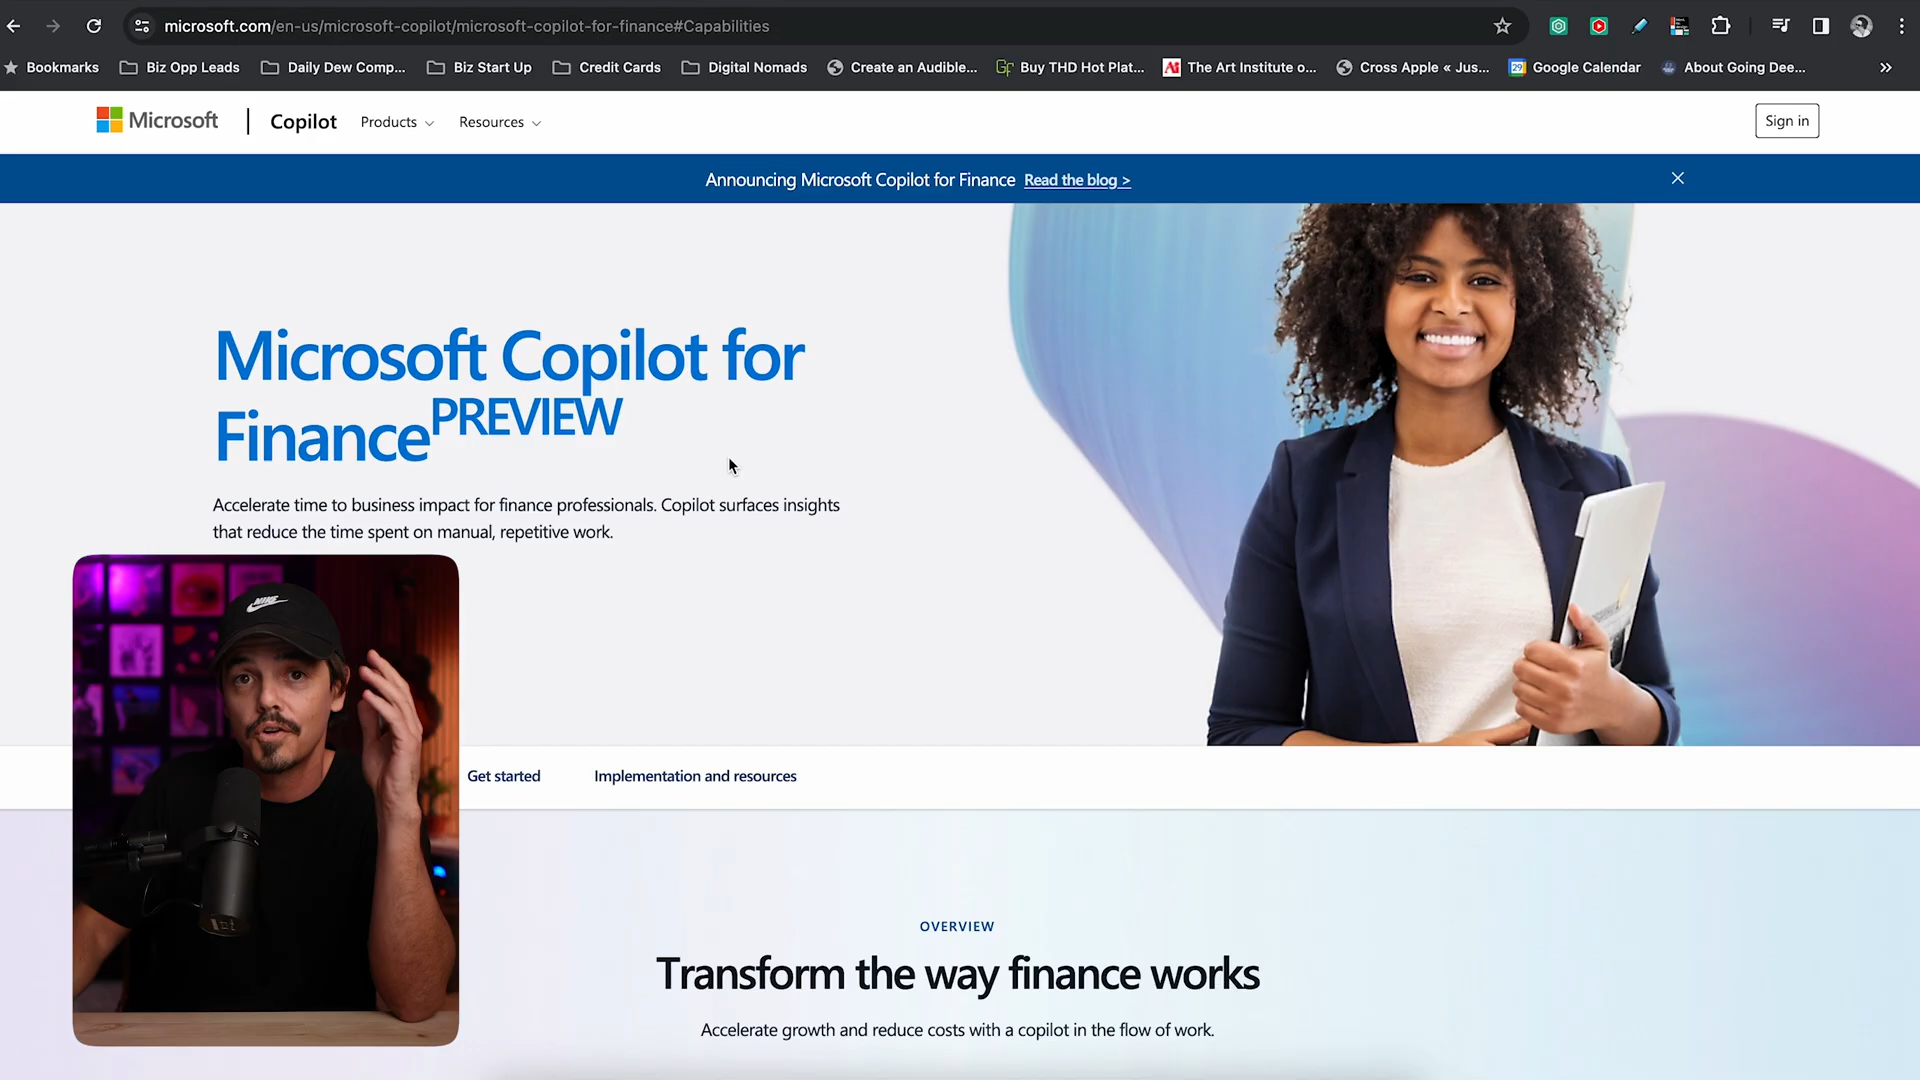 microsoft.com/en-us/microsoft-copilot/microsoft-copilot-for-finance#Capabilities
Bookmarks
Biz Opp Leads
Daily Dew Comp...
Biz Start Up
Credit Cards
Digital Nomads
Create an Audible...
Buy THD Hot Plat...
The Art Institute o...
Cross Apple « Jus...
29
Google Calendar
About Going Dee...
»
Microsoft
Copilot
Products
Resources
Sign in
Announcing Microsoft Copilot for Finance Read the blog >
Microsoft Copilot for
Finance PREVIEW
Accelerate time to business impact for finance professionals. Copilot surfaces insights
that reduce the time spent on manual, repetitive work.
NIKE
Get started
Implementation and resources
OVERVIEW
Transform the way finance works
Accelerate growth and reduce costs with a copilot in the flow of work.